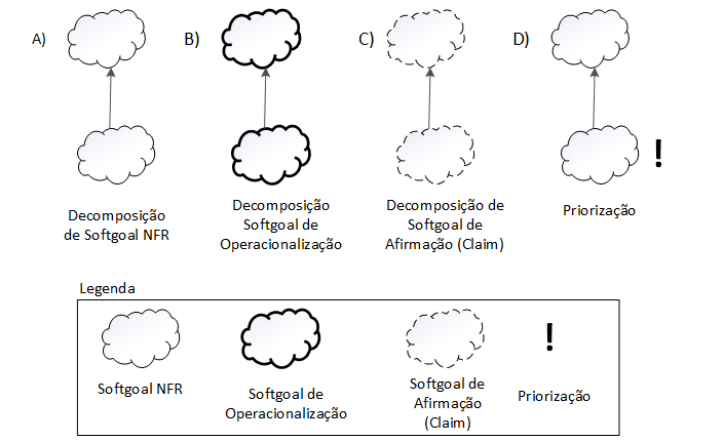 A)
B)
C)
D)
!
Decomposição
de Softgoal NFR
Decomposição
Softgoal de
Operacionalização
Decomposição de
Softgoal de
Afirmação (Claim)
Priorização
Legenda
!
Softgoal NFR
Softgoal de
Operacionalização
Softgoal de
Afirmação
(Claim)
Priorização